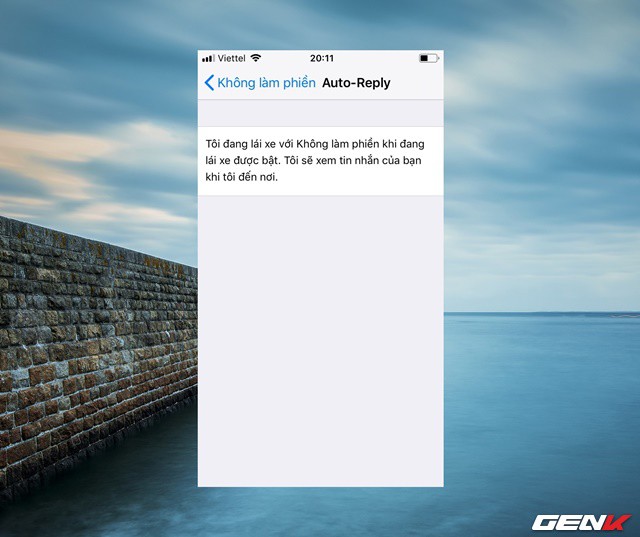 Viettel 20:11
Không làm phiền Auto-Reply
Tôi đang lái xe với Không làm phiền khi đang
lái xe được bật. Tôi sẽ xem tin nhắn của bạn
khi tôi đến nơi.
GENK